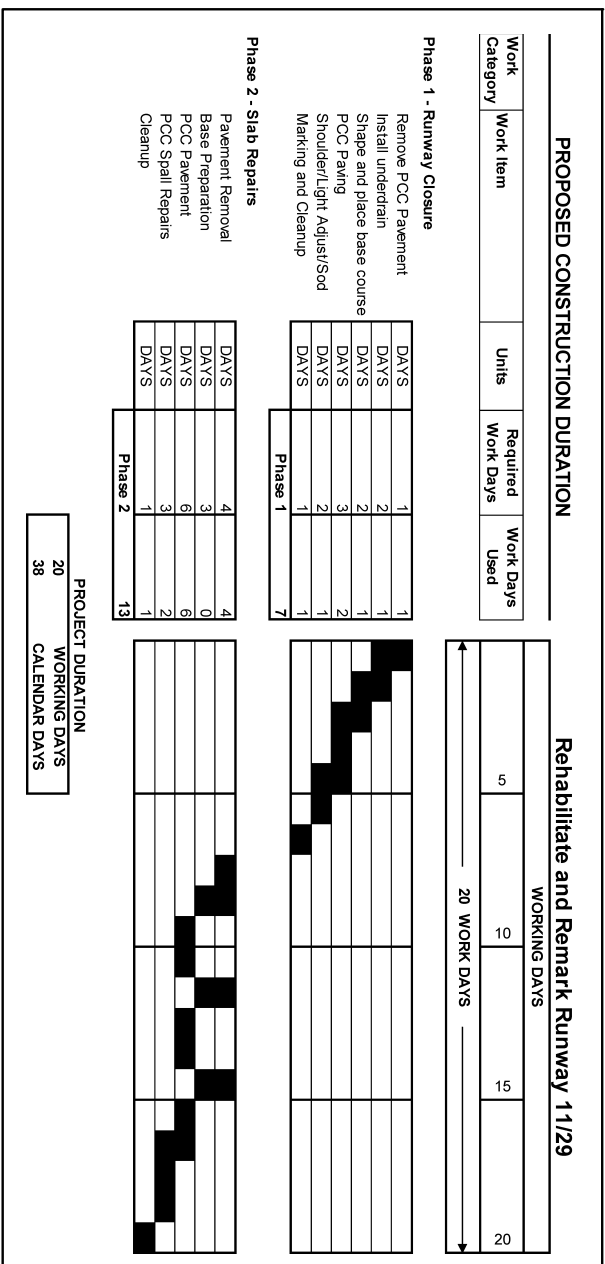 PROPOSED CONSTRUCTION DURATION
Rehabilitate and Remark Runway 11/29
Work Category
Work Item
Units
Required Work Days
Work Days Used
WORKING DAYS
5 10 15 20
20 WORK DAYS
Phase 1 - Runway Closure
Remove PCC Pavement DAYS 1 1
Install underdrain DAYS 2 1
Shape and place base course DAYS 2 1
PCC Paving DAYS 3 2
Shoulder/Light Adjust/Sod DAYS 2 1
Marking and Cleanup DAYS 1 1
Phase 1 7
Phase 2 - Slab Repairs
Pavement Removal DAYS 4 4
Base Preparation DAYS 3 0
PCC Pavement DAYS 6 6
PCC Spall Repairs DAYS 3 2
Cleanup DAYS 1 1
Phase 2 13
PROJECT DURATION
20 WORKING DAYS
38 CALENDAR DAYS